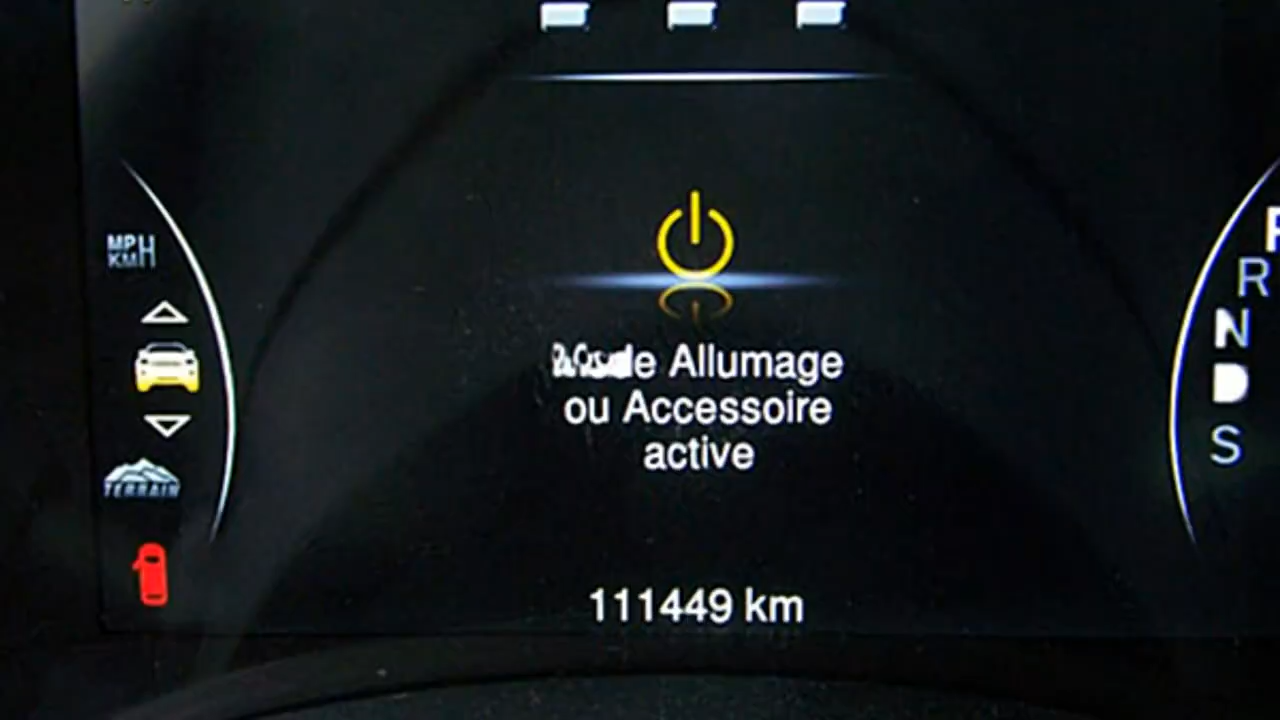 MPH
KMH
Allumage
ou Accessoire
active
R
N
D
S
TERRAIN
111449 km